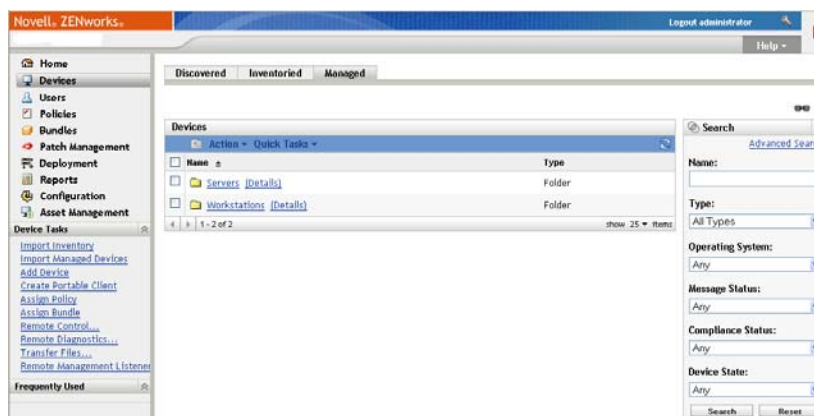 Novell® ZENworks®
Logout administrator
Help
Home
Devices
Users
Policies
Bundles
Patch Management
Deployment
Reports
Configuration
Asset Management
Device Tasks
Import Inventory
Import Managed Devices
Add Device
Create Portable Client
Assign Policy
Assign Bundle
Remote Control...
Remote Diagnostics...
Transfer Files...
Remote Management Listener
Frequently Used
Discovered Inventoried Managed
Devices
Action Quick Tasks
Name Type
Servers (Details) Folder
Workstations (Details) Folder
1 - 2 of 2 show 25 items
Search
Advanced Sear
Name:
Type:
All Types
Operating System:
Any
Message Status:
Any
Compliance Status:
Any
Device State:
Any
Search Reset